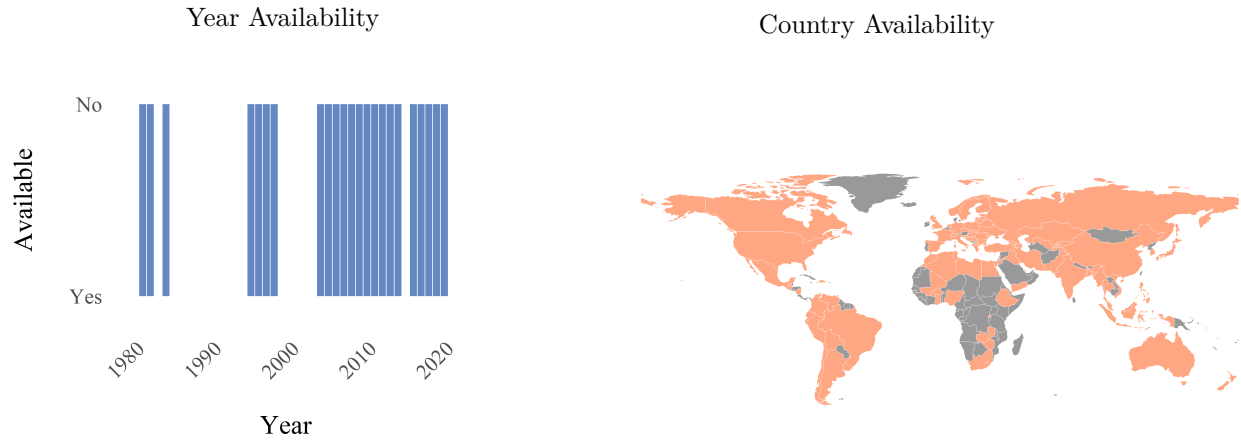 Year Availability
Country Availability
No
Available
Yes
1980
1990
2000
2010
2020
Year